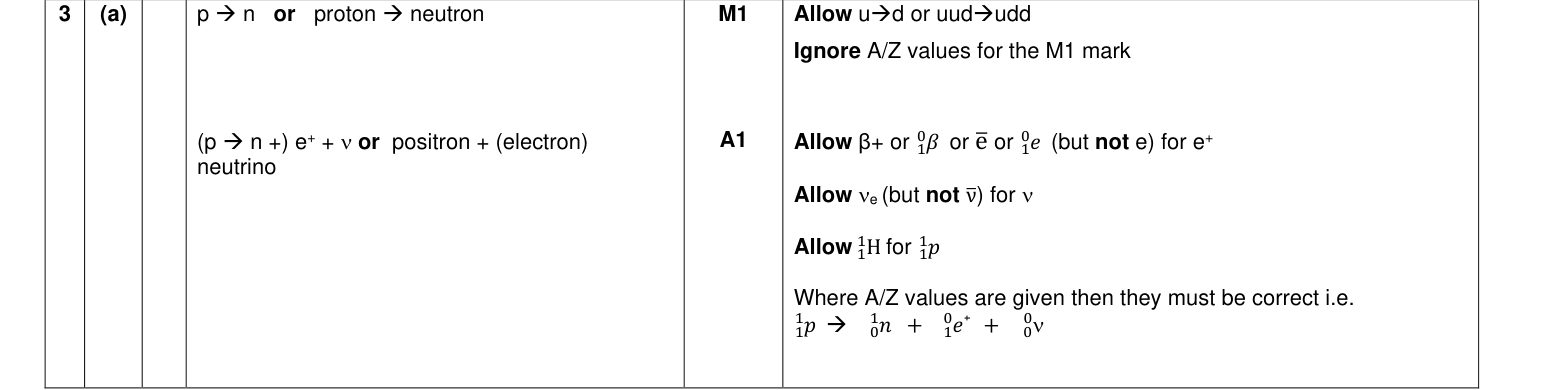 3 (a) p → n or proton → neutron M1 Allow u→d or uud→udd
Ignore A/Z values for the M1 mark
(p → n +) e⁺ + ν or positron + (electron) A1 Allow β+ or ⁰₁β or e̅ or ⁰₁e (but not e) for e⁺
neutrino
Allow νₑ (but not ν̅) for ν
Allow ¹₁H for ¹₁p
Where A/Z values are given then they must be correct i.e.
¹₁p → ¹₀n + ⁰₁e⁺ + ⁰₀ν